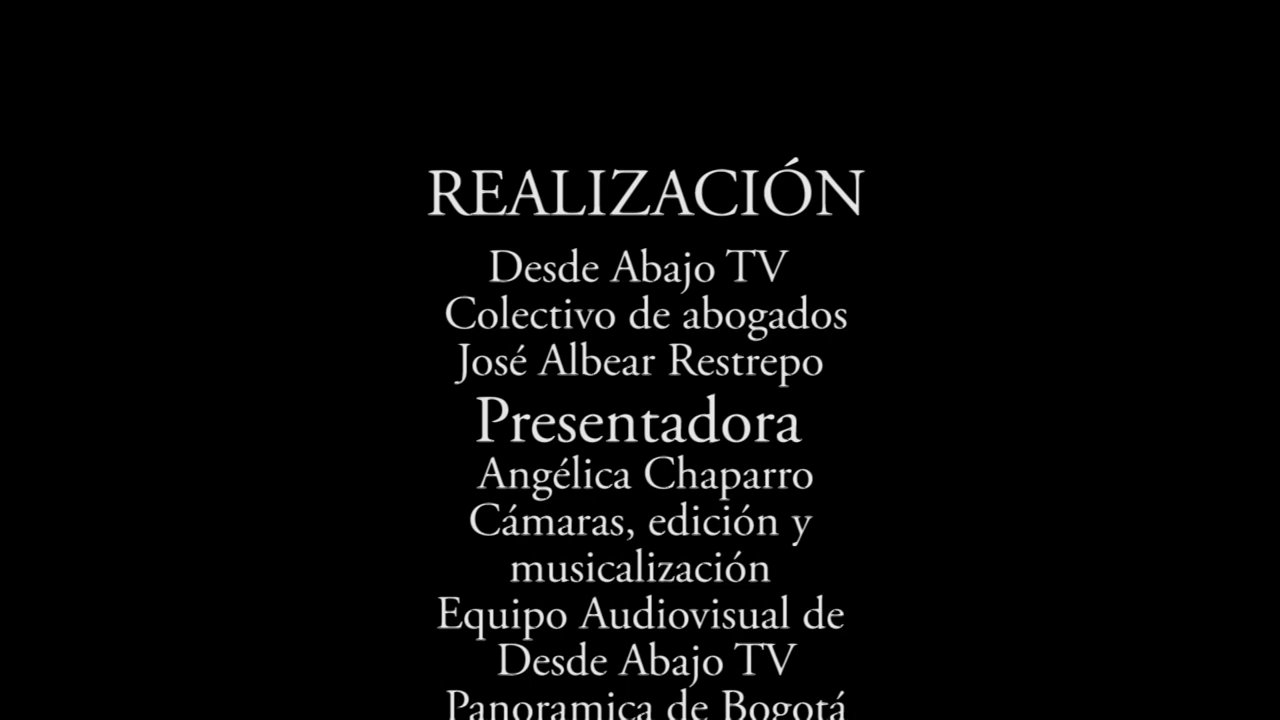 REALIZACIÓN
Desde Abajo TV
Colectivo de abogados
José Albear Restrepo
Presentadora
Angélica Chaparro
Cámaras, edición y
musicalización
Equipo Audiovisual de
Desde Abajo TV
Panoramica de Bogotá